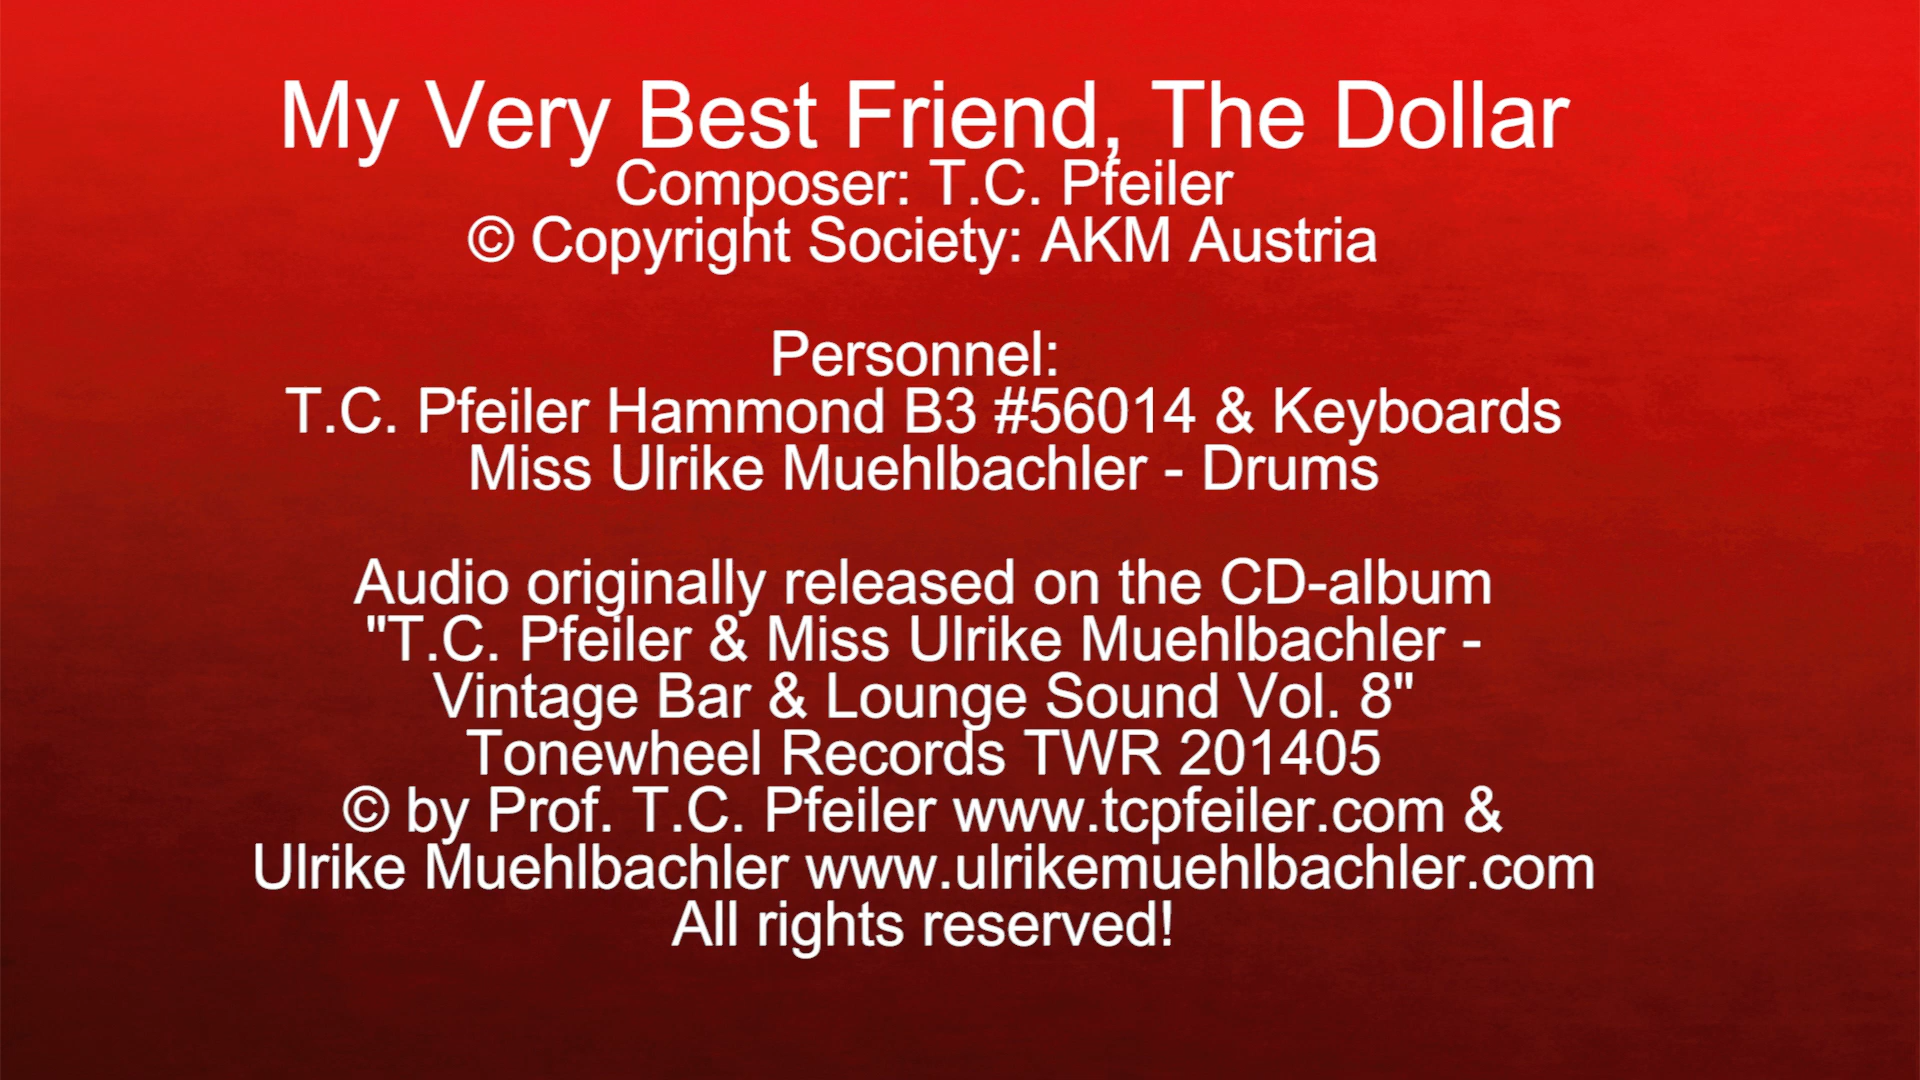 My Very Best Friend, The Dollar
Composer: T.C. Pfeiler
© Copyright Society: AKM Austria
Personnel:
T.C. Pfeiler Hammond B3 #56014 & Keyboards
Miss Ulrike Muehlbachler - Drums
Audio originally released on the CD-album
"T.C. Pfeiler & Miss Ulrike Muehlbachler -
Vintage Bar & Lounge Sound Vol. 8"
Tonewheel Records TWR 201405
© by Prof. T.C. Pfeiler www.tcpfeiler.com &
Ulrike Muehlbachler www.ulrikemuehlbachler.com
All rights reserved!